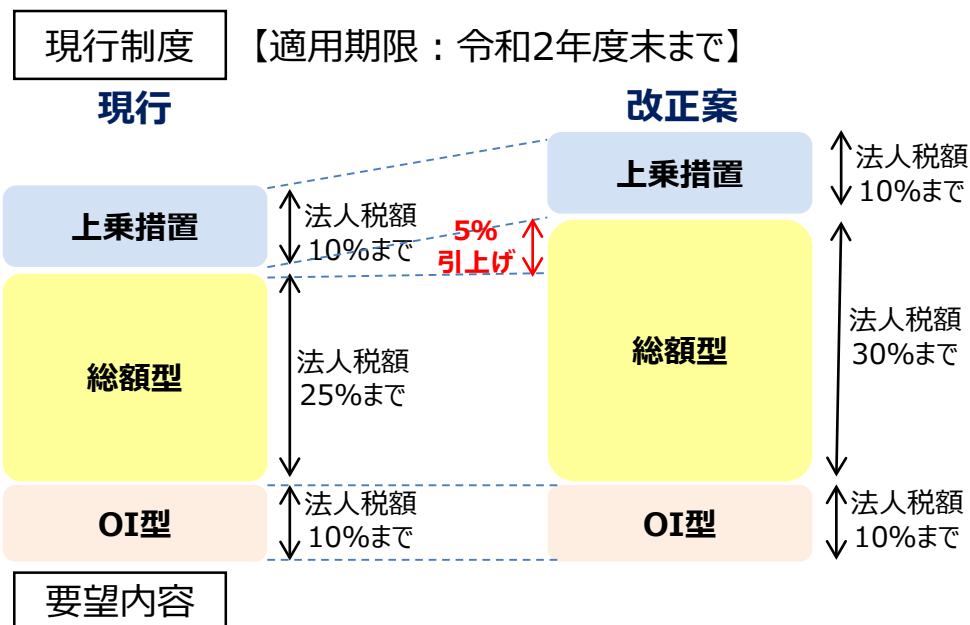 現行制度 【適用期限：令和2年度末まで】
現行
改正案
上乗措置
法人税額
10%まで
5%
引上げ
上乗措置
法人税額
10%まで
総額型
法人税額
25%まで
総額型
法人税額
30%まで
OI型
法人税額
10%まで
OI型
法人税額
10%まで
要望内容